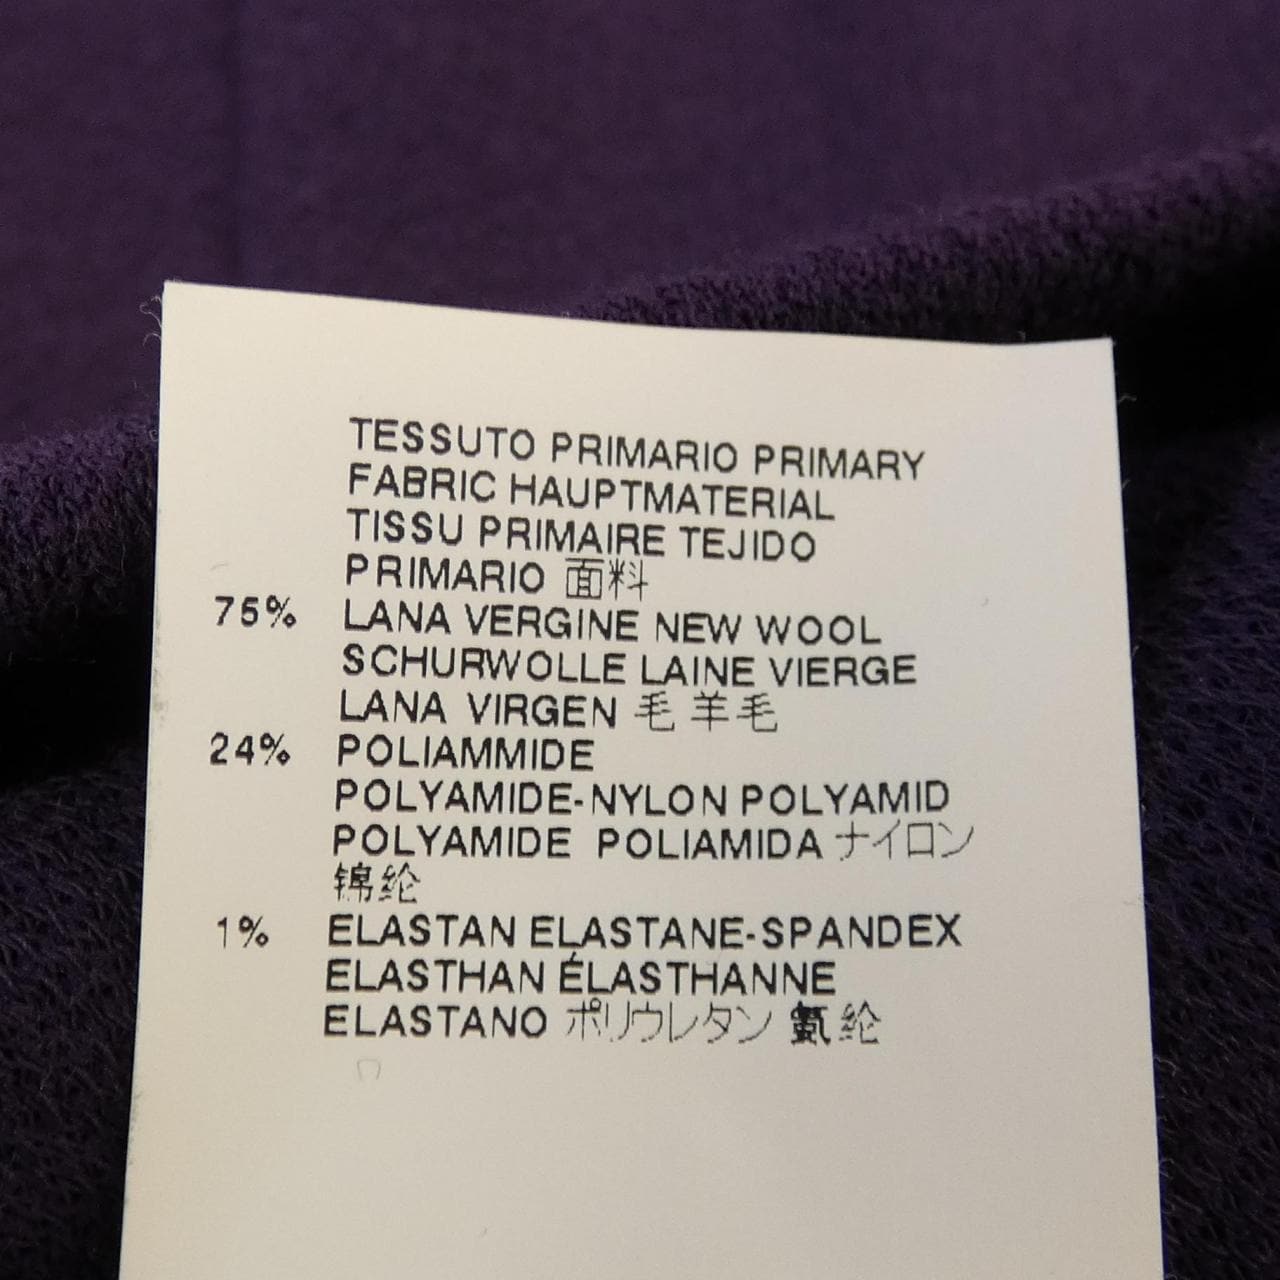 TESSUTO PRIMARIO PRIMARY
FABRIC HAUPTMATERIAL
TISSU PRIMAIRE TEJIDO
PRIMARIO 面料
75% LANA VERGINE NEW WOOL
SCHURWOLLE LAINE VIERGE
LANA VIRGEN 毛 羊毛
24% POLIAMMIDE
POLYAMIDE-NYLON POLYAMID
POLYAMIDE POLIAMIDA ナイロン
锦纶
1% ELASTAN ELASTANE-SPANDEX
ELASTHAN ÉLASTHANNE
ELASTANO ポリウレタン 氨纶